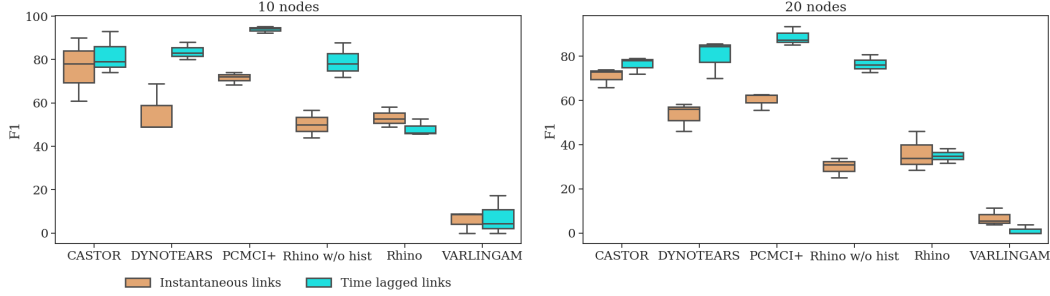 10 nodes
F1
100
80
60
40
20
0
CASTOR DYNOTEARS PCMCI+ Rhino w/o hist Rhino VARLINGAM
Instantaneous links Time lagged links
20 nodes
F1
80
60
40
20
0
CASTOR DYNOTEARS PCMCI+ Rhino w/o hist Rhino VARLINGAM